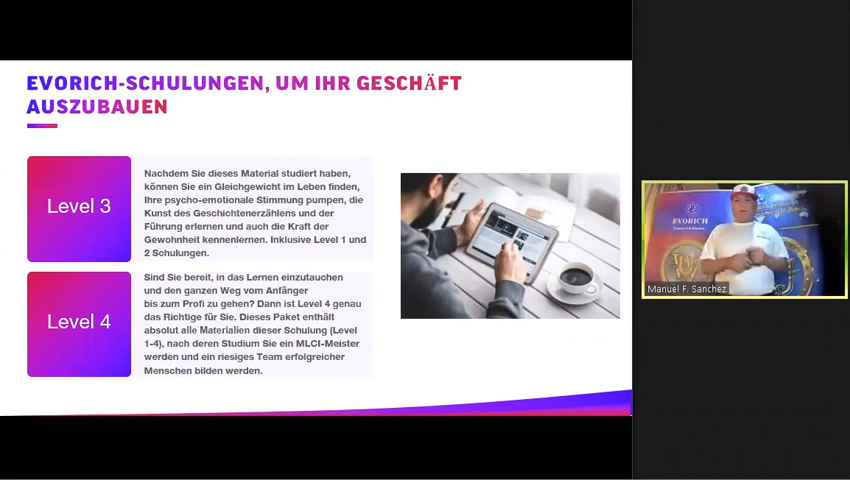 EVORICH-SCHULUNGEN, UM IHR GESCHÄFT
AUSZUBAUEN
Level 3
Nachdem Sie dieses Material studiert haben,
können Sie ein Gleichgewicht im Leben finden,
Ihre psycho-emotionale Stimmung pumpen, die
Kunst des Geschichtenerzählens und der
Führung erlernen und auch die Kraft der
Gewohnheit kennenlernen. Inklusive Level 1 und
2 Schulungen.
Level 4
Sind Sie bereit, in das Lernen einzutauchen
und den ganzen Weg vom Anfänger
bis zum Profi zu gehen? Dann ist Level 4 genau
das Richtige für Sie. Dieses Paket enthält
absolut alle Materialien dieser Schulung (Level
1-4), nach deren Studium Sie ein MLCI-Meister
werden und ein riesiges Team erfolgreicher
Menschen bilden werden.
EVORICH
Manuel F. Sanchez